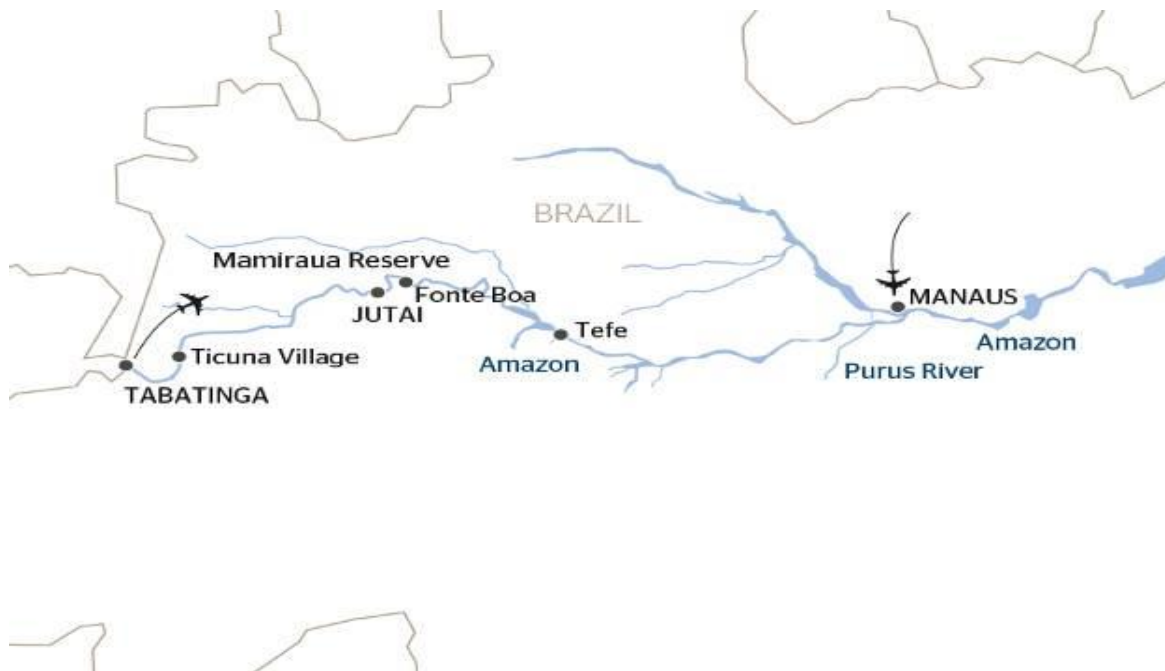 BRAZIL
Mamiraua Reserve
Fonte Boa
MANAUS
JUTAI
Tefe
Amazon
Ticuna Village
Amazon
Purus River
TABATINGA